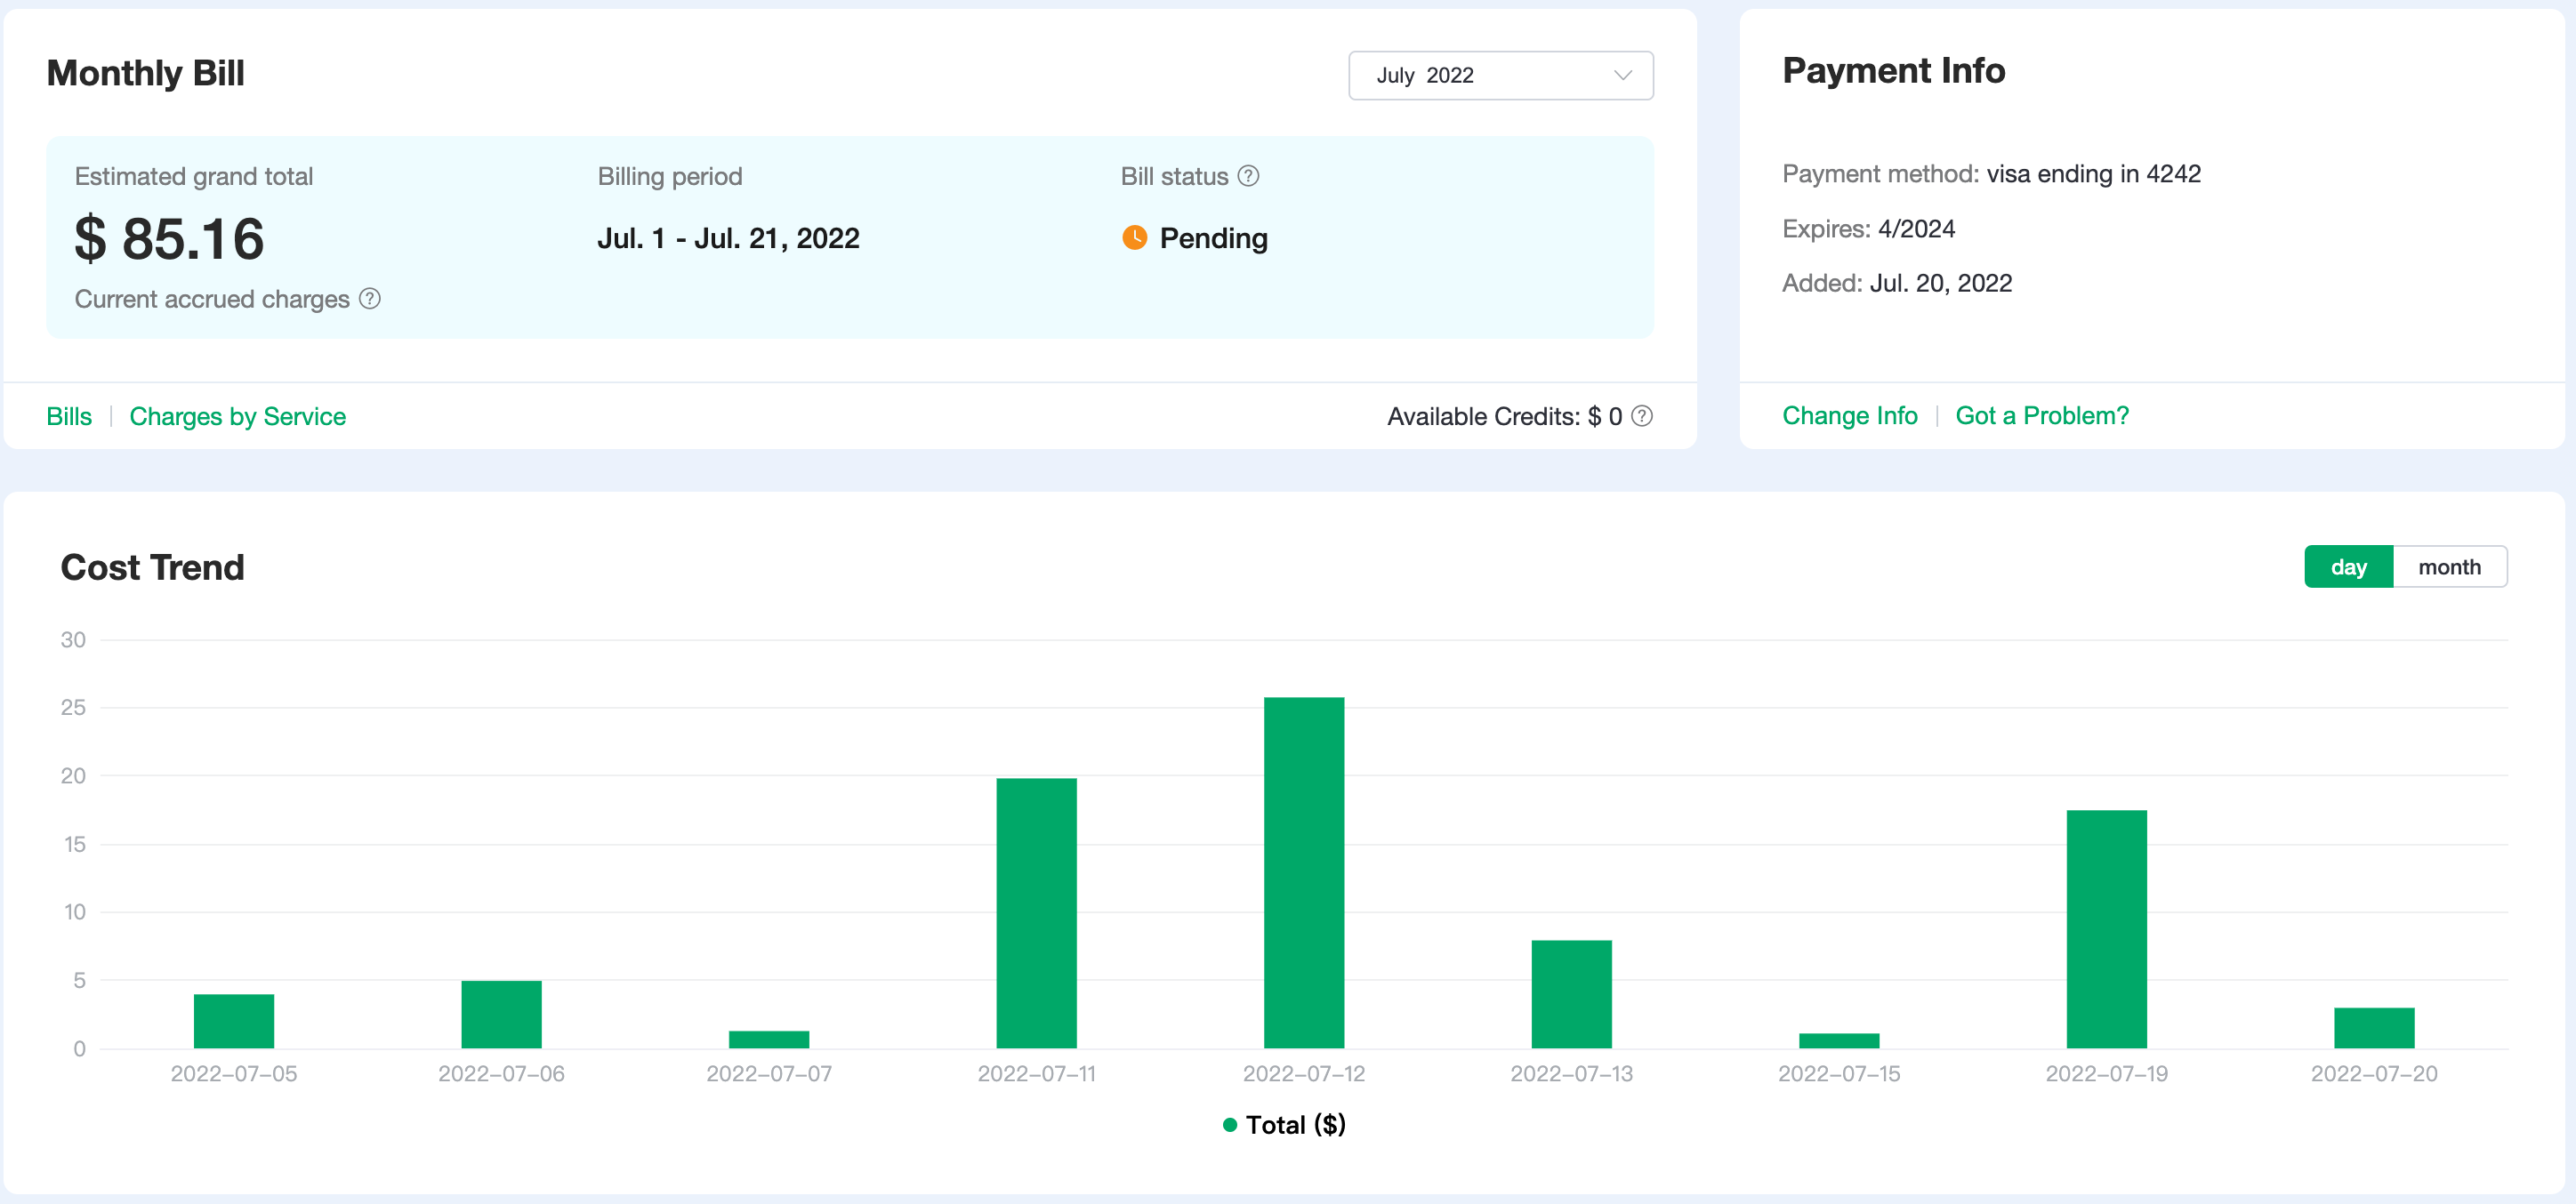 Monthly Bill
July 2022
Estimated grand total
$ 85.16
Current accrued charges ?
Billing period
Jul. 1 - Jul. 21, 2022
Bill status ?
Pending
Bills | Charges by Service
Available Credits: $ 0 ?
Payment Info
Payment method: visa ending in 4242
Expires: 4/2024
Added: Jul. 20, 2022
Change Info | Got a Problem?
Cost Trend
day month
30
25
20
15
10
5
0
2022-07-05 2022-07-06 2022-07-07 2022-07-11 2022-07-12 2022-07-13 2022-07-15 2022-07-19 2022-07-20
Total ($)